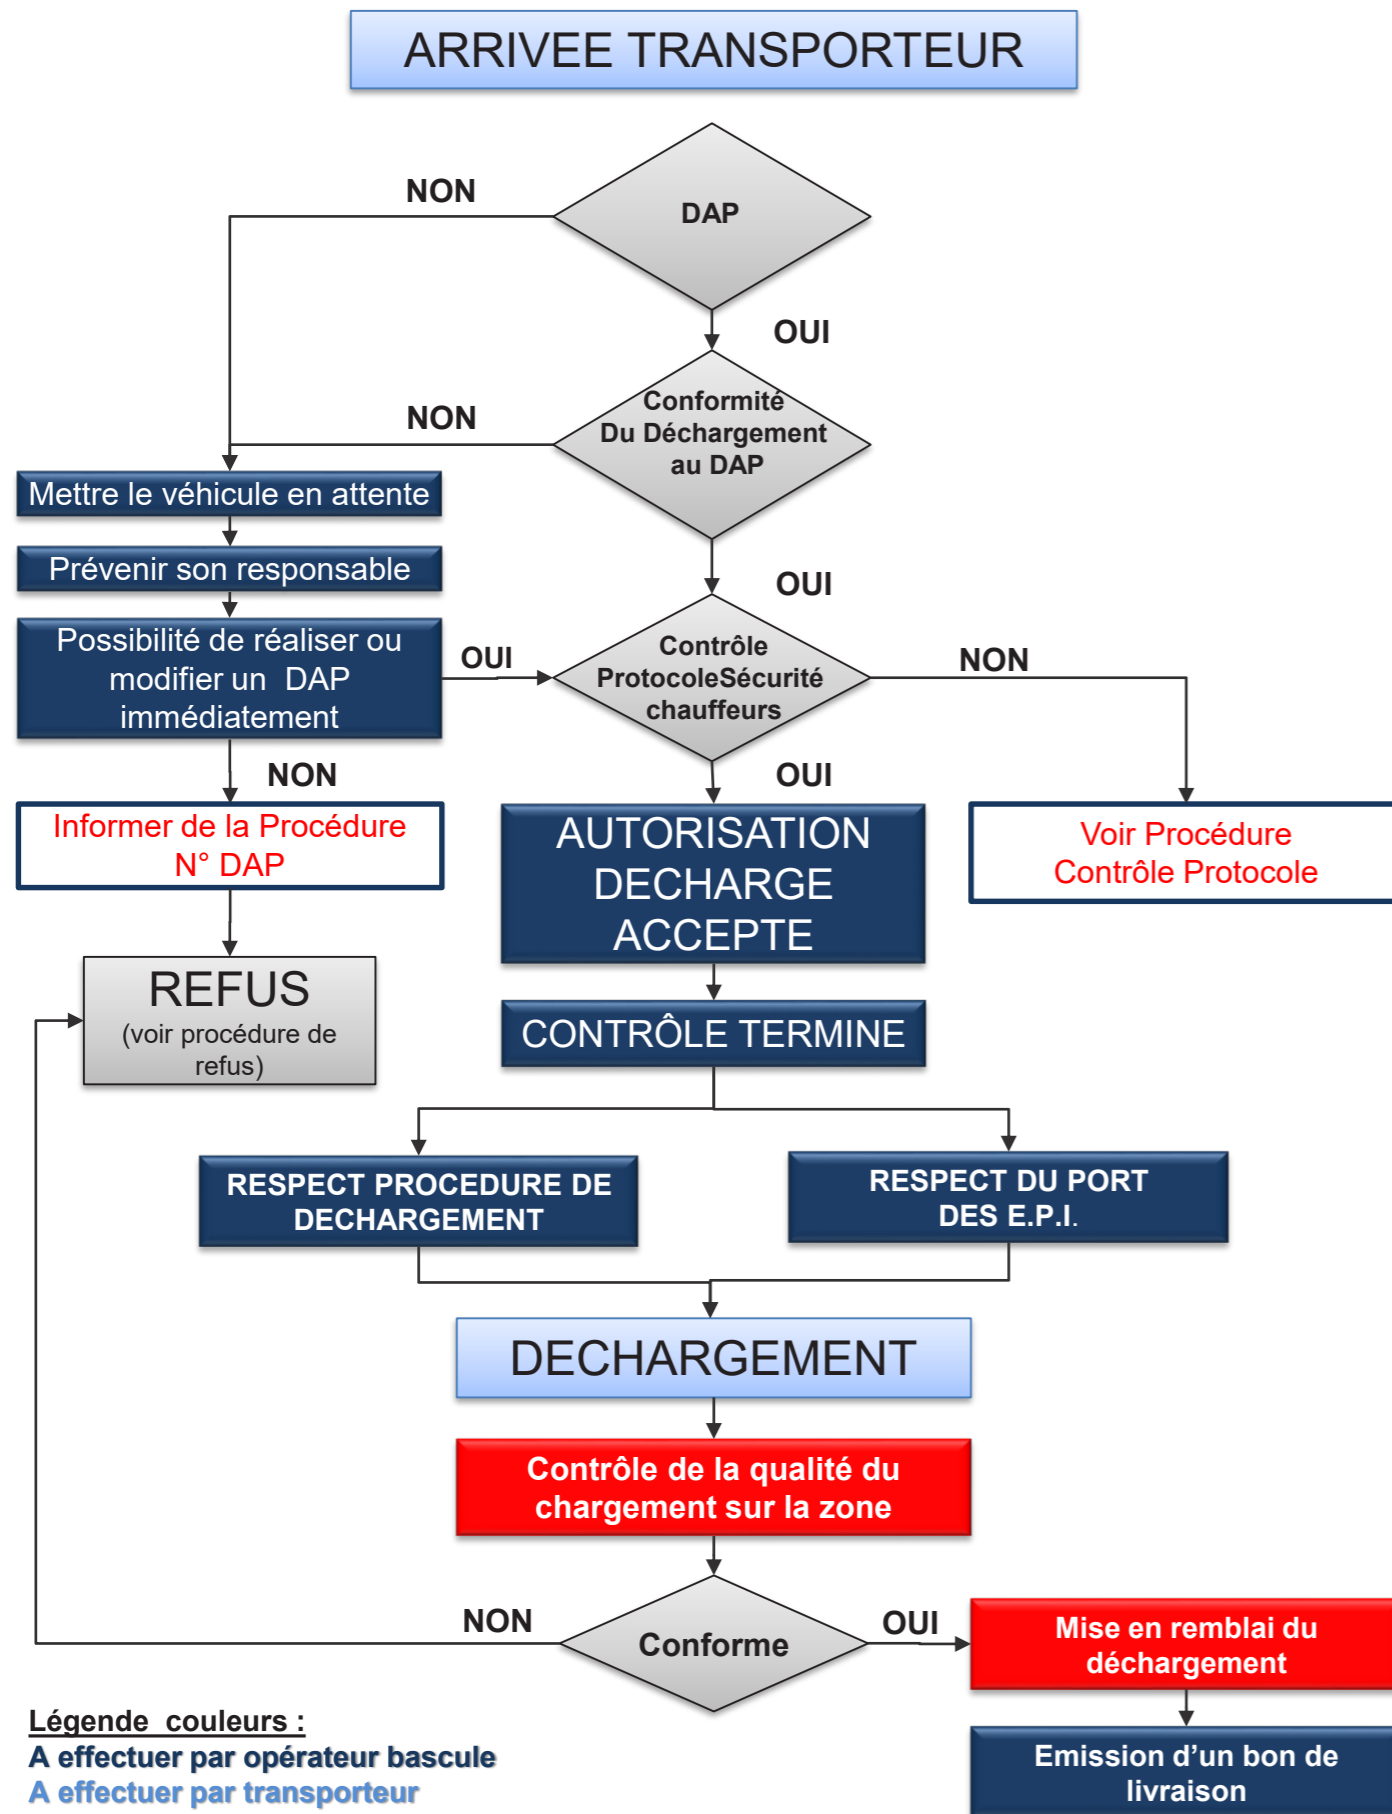 ARRIVEE TRANSPORTEUR
NON
DAP
OUI
Conformité
Du Déchargement
au DAP
NON
Mettre le véhicule en attente
Prévenir son responsable
OUI
Possibilité de réaliser ou
modifier un DAP
immédiatement
OUI
Contrôle
ProtocoleSécurité
chauffeurs
NON
NON
OUI
Informer de la Procédure
N° DAP
AUTORISATION
DECHARGE
ACCEPTE
Voir Procédure
Contrôle Protocole
REFUS
(voir procédure de
refus)
CONTRÔLE TERMINE
RESPECT PROCEDURE DE
DECHARGEMENT
RESPECT DU PORT
DES E.P.I.
DECHARGEMENT
Contrôle de la qualité du
chargement sur la zone
NON
Conforme
OUI
Mise en remblai du
déchargement
Emission d'un bon de
livraison
Légende couleurs :
A effectuer par opérateur bascule
A effectuer par transporteur